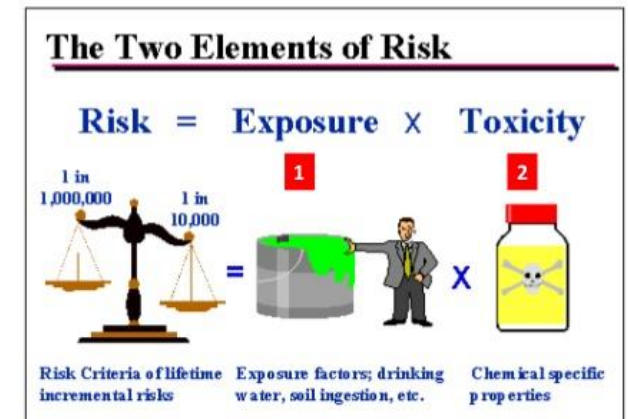 The Two Elements of Risk
Risk = Exposure x Toxicity
1
2
1 in
1,000,000
1 in
10,000
= x
Risk Criteria of lifetime
incremental risks
Exposure factors; drinking
water, soil ingestion, etc.
Chemical specific
properties